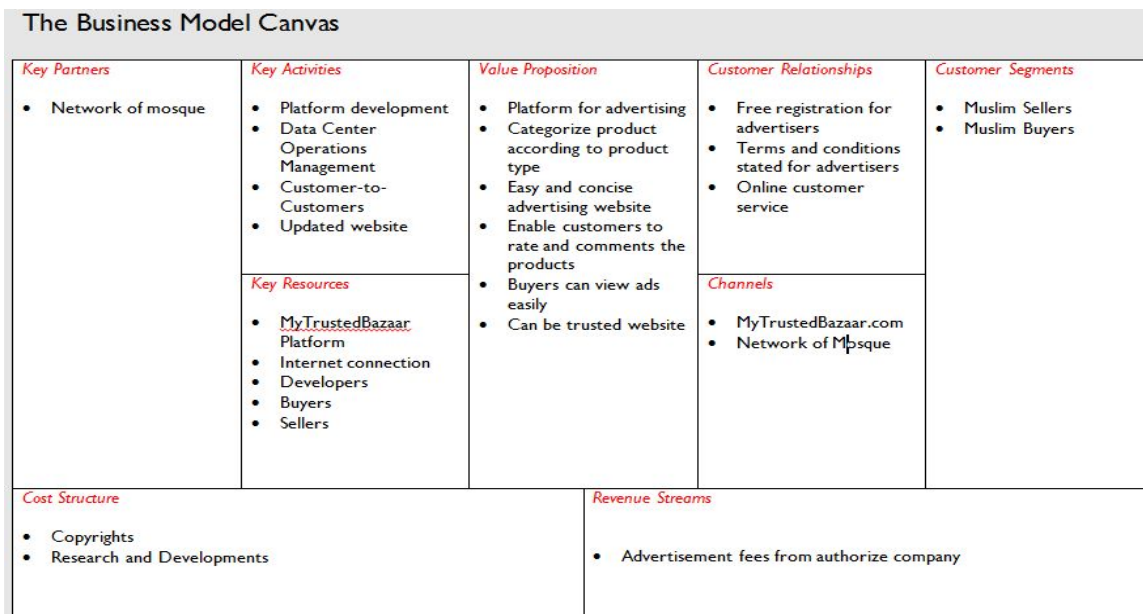 The Business Model Canvas
Key Partners
• Network of mosque
Key Activities
• Platform development
• Data Center
Operations
Management
• Customer-to-
Customers
• Updated website
Key Resources
• MyTrustedBazaar
Platform
• Internet connection
• Developers
• Buyers
• Sellers
Value Proposition
• Platform for advertising
• Categorize product
according to product
type
• Easy and concise
advertising website
• Enable customers to
rate and comments the
products
• Buyers can view ads
easily
• Can be trusted website
Customer Relationships
• Free registration for
advertisers
• Terms and conditions
stated for advertisers
• Online customer
service
Channels
• MyTrustedBazaar.com
• Network of Mosque
Customer Segments
• Muslim Sellers
• Muslim Buyers
Cost Structure
• Copyrights
• Research and Developments
Revenue Streams
• Advertisement fees from authorize company